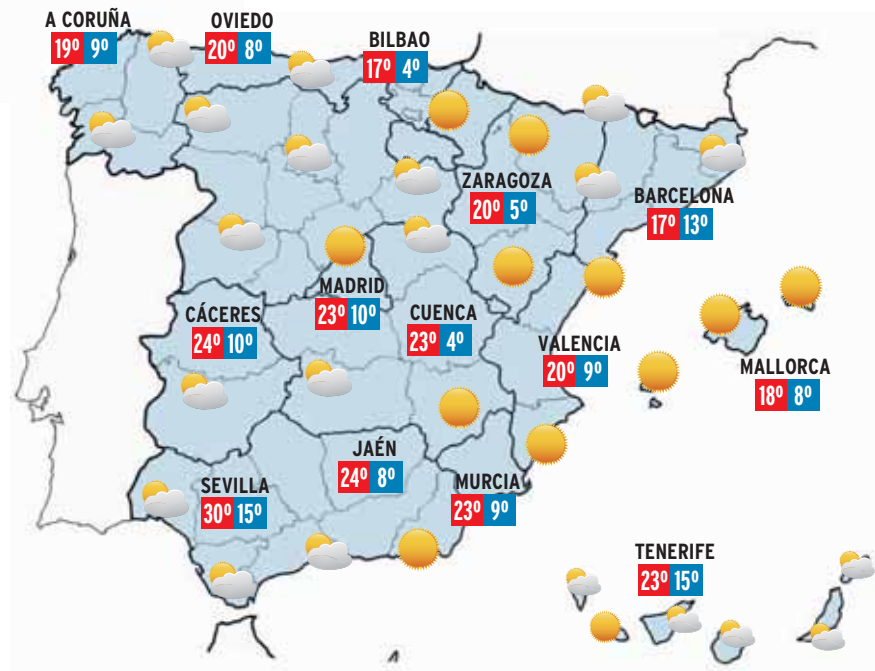 A CORUÑA
19º 9º
OVIEDO
20º 8º
BILBAO
17º 4º
ZARAGOZA
20º 5º
BARCELONA
17º 13º
MADRID
23º 10º
CÁCERES
24º 10º
CUENCA
23º 4º
VALENCIA
20º 9º
MALLORCA
18º 8º
JAÉN
24º 8º
SEVILLA
30º 15º
MURCIA
23º 9º
TENERIFE
23º 15º